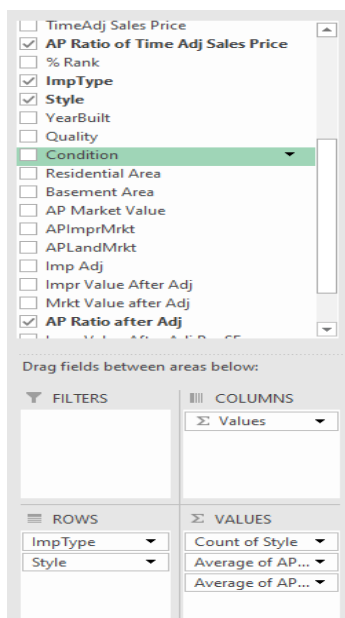 TimeAdj Sales Price
AP Ratio of Time Adj Sales Price
% Rank
ImpType
Style
YearBuilt
Quality
Condition
Residential Area
Basement Area
AP Market Value
APImprMrkt
APLandMrkt
Imp Adj
Impr Value After Adj
Mrkt Value after Adj
AP Ratio after Adj
Drag fields between areas below:
FILTERS
COLUMNS
Σ Values
ROWS
Σ VALUES
ImpType
Count of Style
Style
Average of AP...
Average of AP...